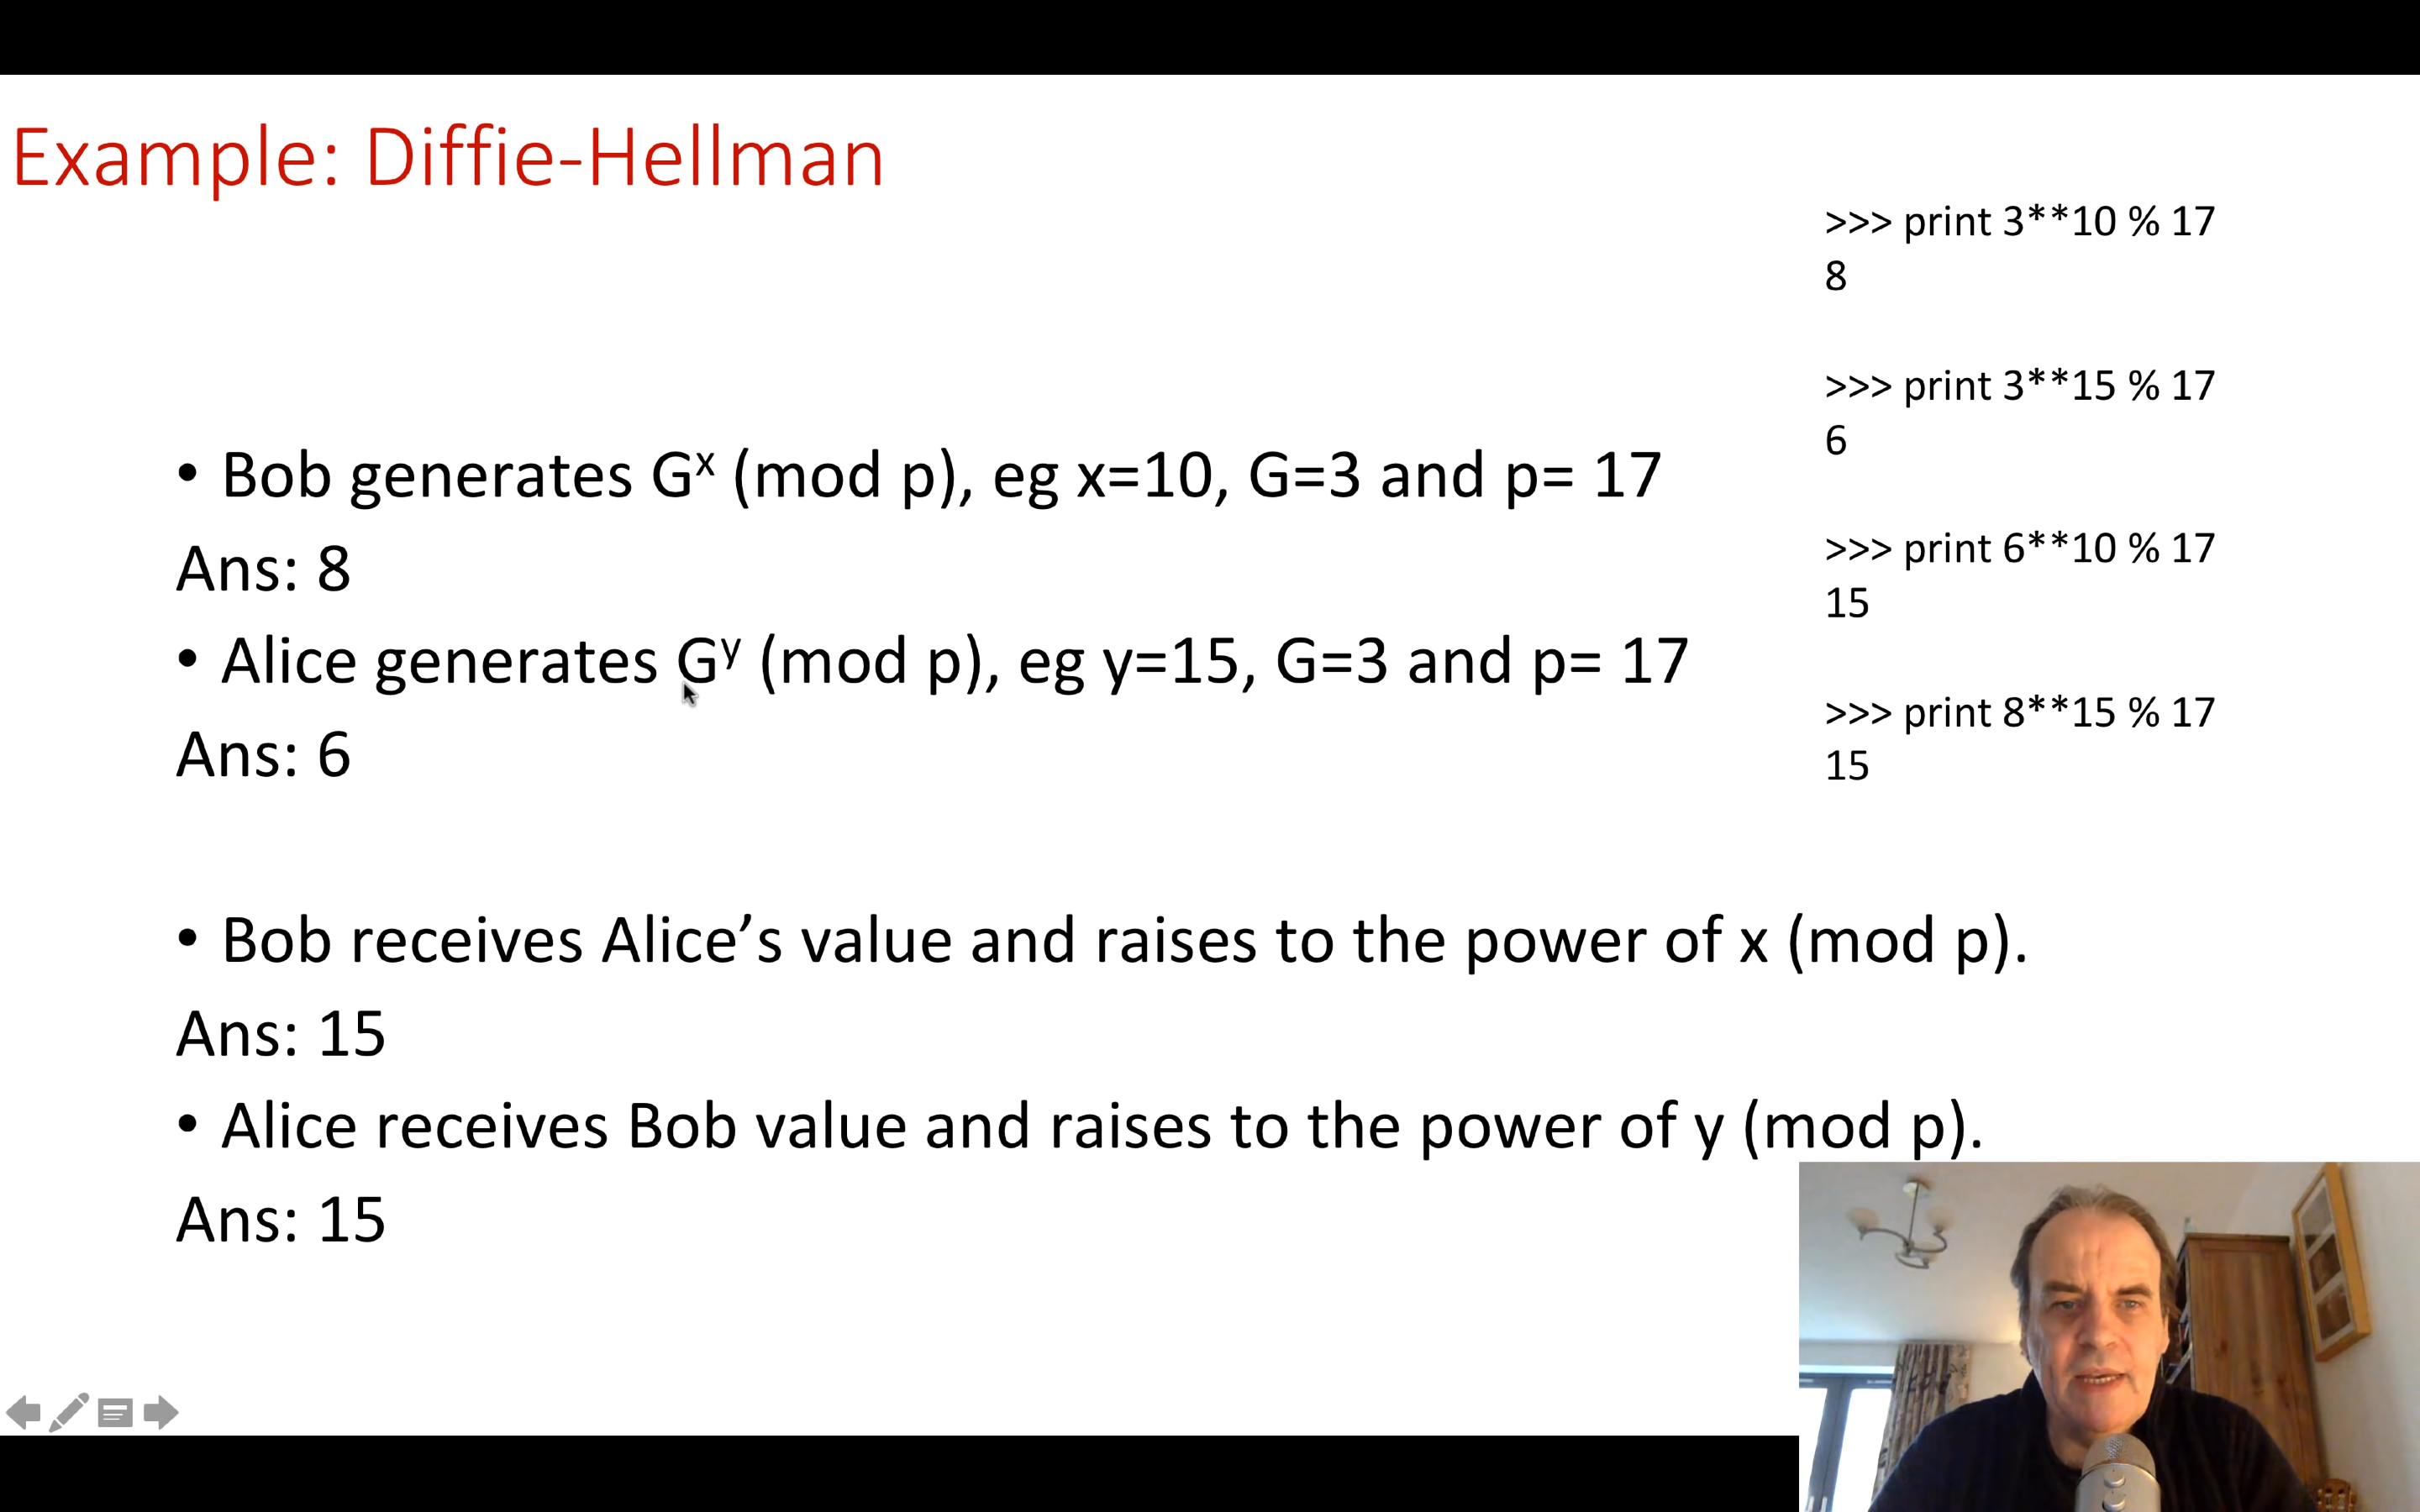 Example: Diffie-Hellman
>>> print 3**10 % 17
8
>>> print 3**15 % 17
6
>>> print 6**10 % 17
15
>>> print 8**15 % 17
15
• Bob generates Gˣ (mod p), eg x=10, G=3 and p= 17
Ans: 8
• Alice generates Gʸ (mod p), eg y=15, G=3 and p= 17
Ans: 6
• Bob receives Alice’s value and raises to the power of x (mod p).
Ans: 15
• Alice receives Bob value and raises to the power of y (mod p).
Ans: 15